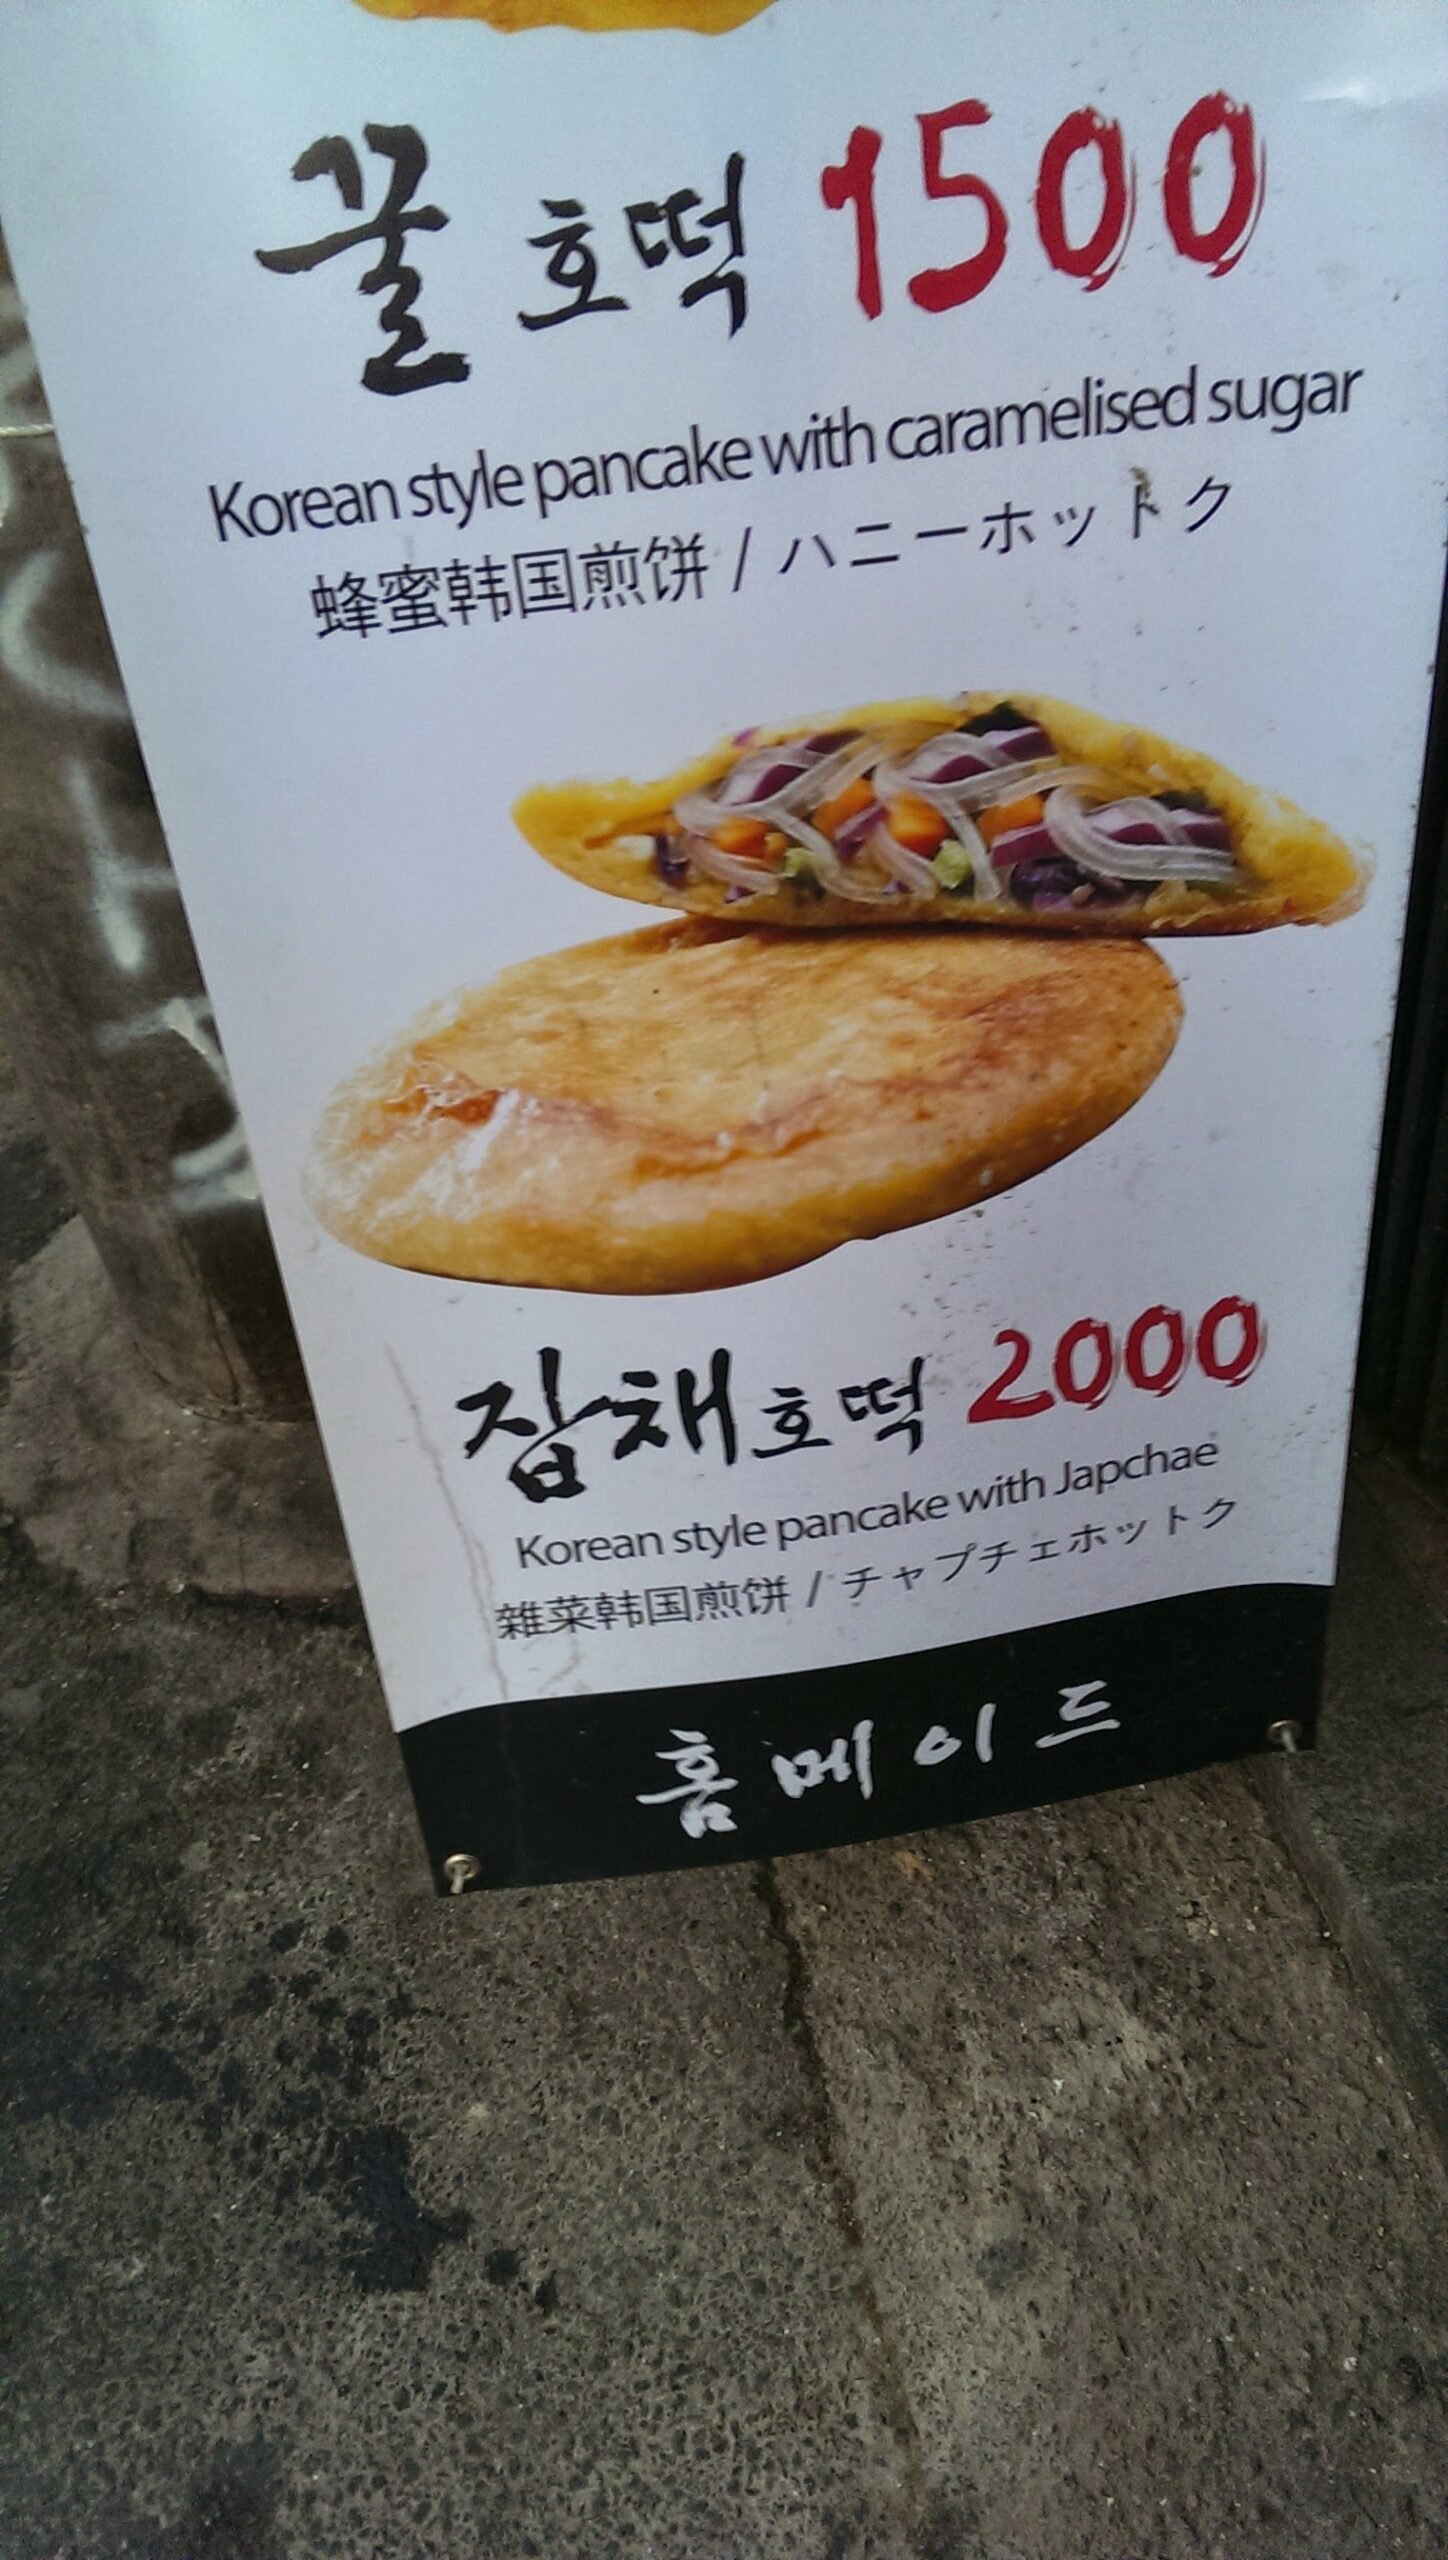 꿀 호떡 1500
Korean style pancake with caramelised sugar
蜂蜜韩国煎饼 / ハニーホットク
잡채호떡 2000
Korean style pancake with Japchae
雜菜韩国煎饼 / チャプチェホットク
홈메이드